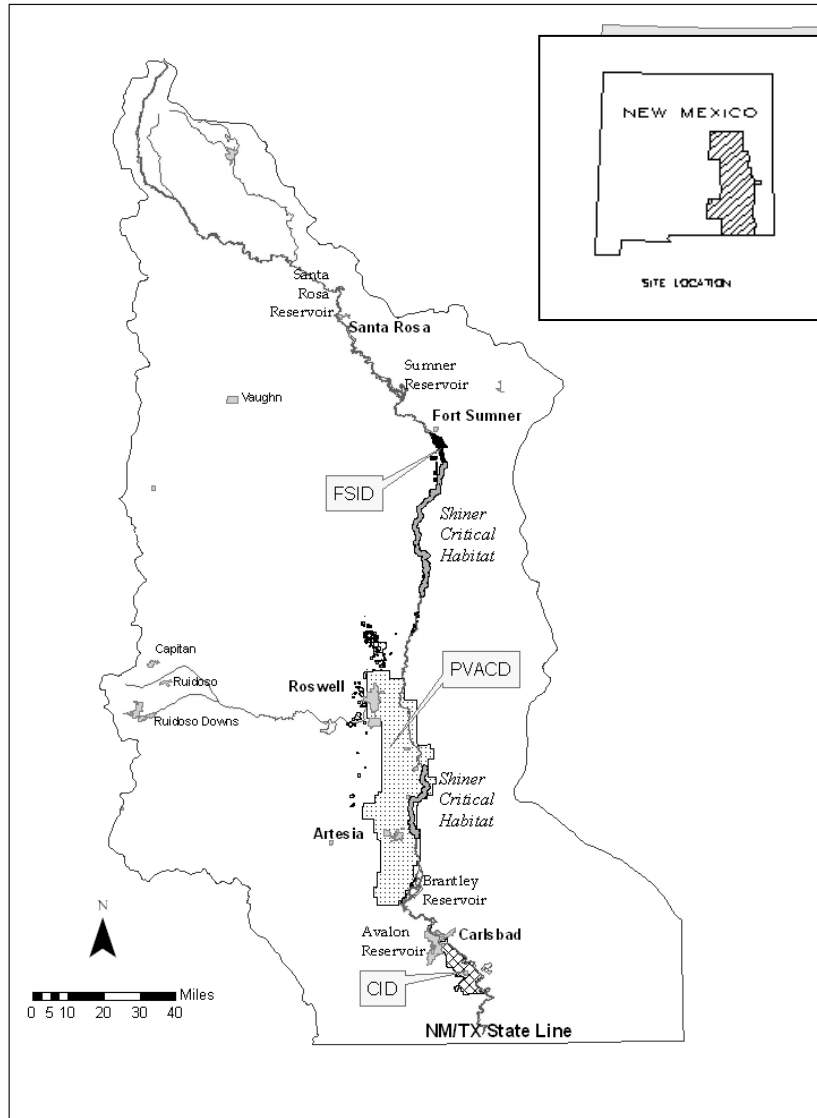 NEW MEXICO
SITE LOCATION
Santa
Rosa
Reservoir
Santa Rosa
Sumner
Reservoir
Vaughn
Fort Sumner
FSID
Shiner
Critical
Habitat
Capitan
Ruidoso
Ruidoso Downs
Roswell
PVACD
Shiner
Critical
Habitat
Artesia
Brantley
Reservoir
Avalon
Reservoir
Carlsbad
CID
N
Miles
0 5 10 20 30 40
NM/TX State Line